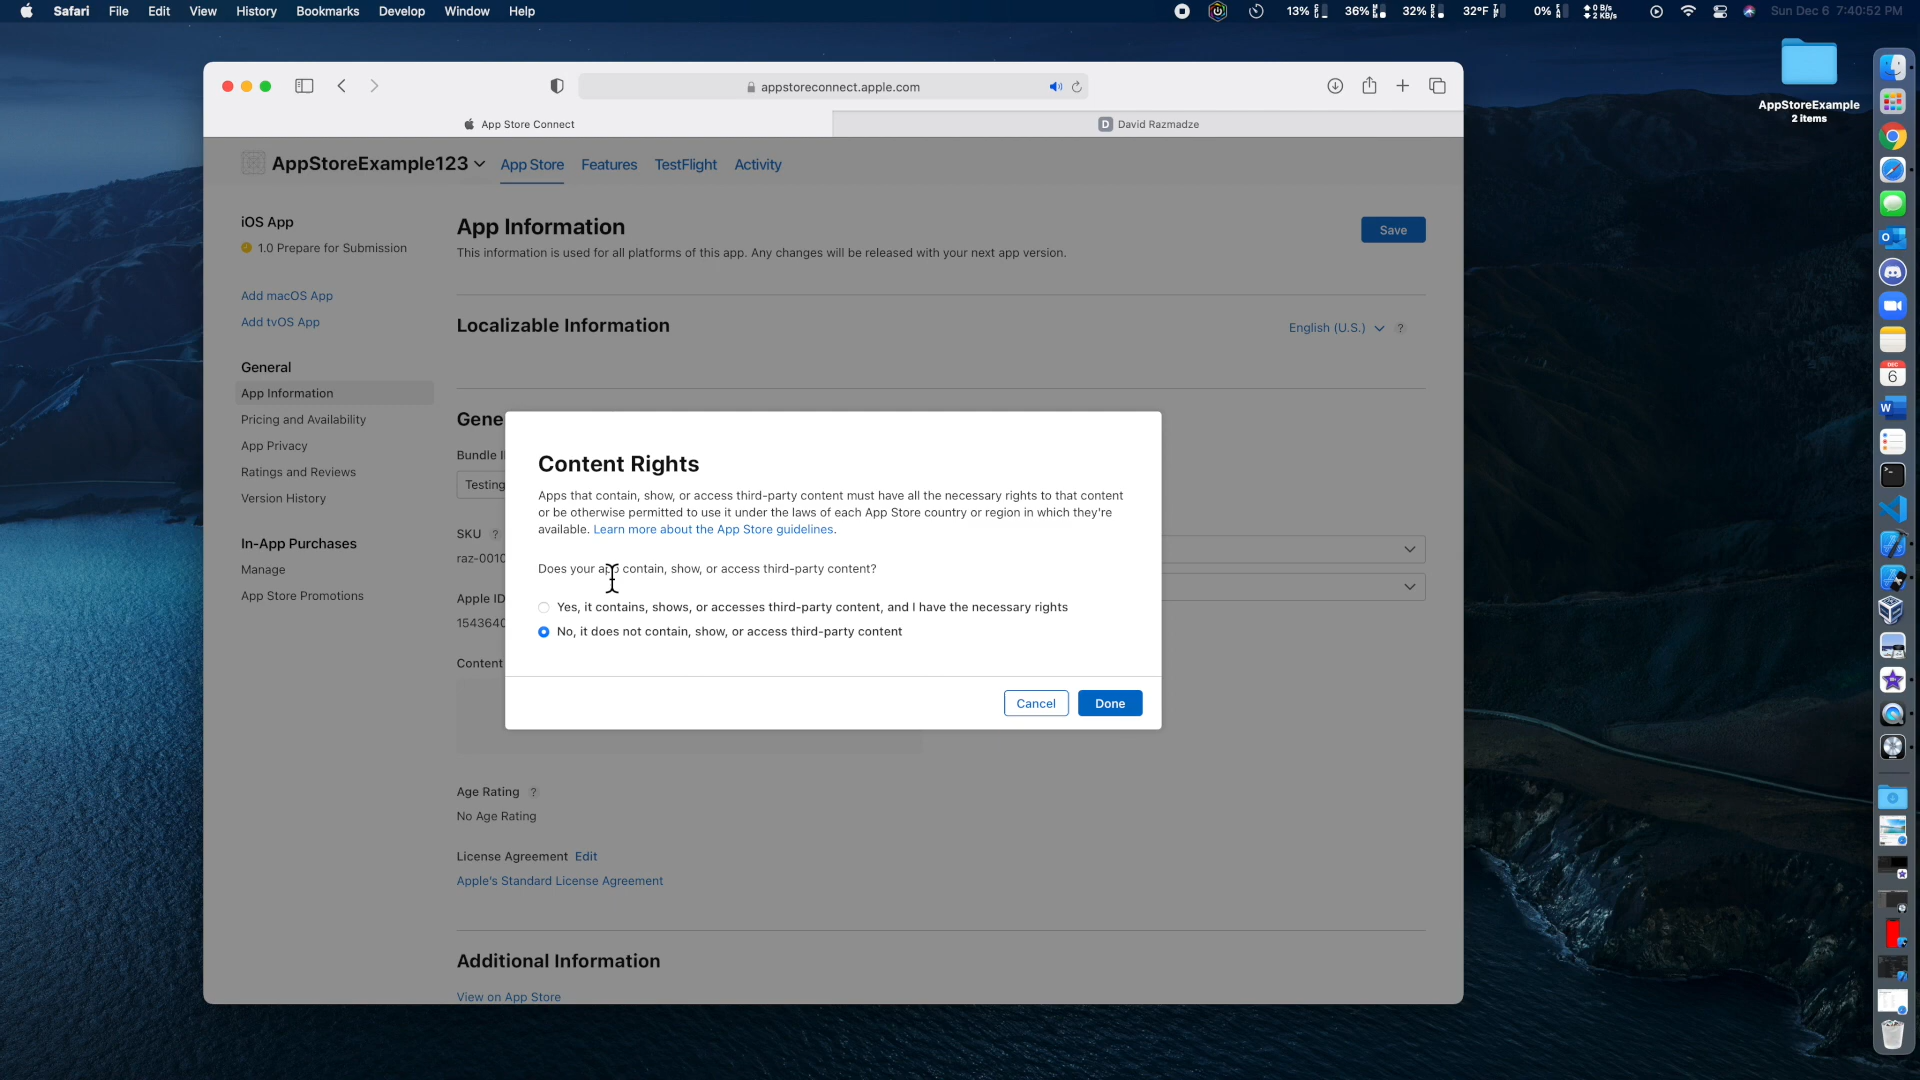 Safari File Edit View History Bookmarks Develop Window Help
13% 36% 32% 32°F 0% 0 B/s 2 KB/s Sun Dec 6 7:40:52 PM
AppStoreExample
2 items
appstoreconnect.apple.com
App Store Connect
D David Razmadze
AppStoreExample123 App Store Features TestFlight Activity
iOS App
1.0 Prepare for Submission
Add macOS App
Add tvOS App
General
App Information
Pricing and Availability
App Privacy
Ratings and Reviews
Version History
In-App Purchases
Manage
App Store Promotions
App Information
Save
This information is used for all platforms of this app. Any changes will be released with your next app version.
Localizable Information
English (U.S.) ?
Gene
Bundle I
Testing
SKU ?
raz-0010
Apple ID
1543640
Content
Content Rights
Apps that contain, show, or access third-party content must have all the necessary rights to that content
or be otherwise permitted to use it under the laws of each App Store country or region in which they're
available. Learn more about the App Store guidelines.
Does your app contain, show, or access third-party content?
Yes, it contains, shows, or accesses third-party content, and I have the necessary rights
No, it does not contain, show, or access third-party content
Cancel Done
Age Rating ?
No Age Rating
License Agreement Edit
Apple's Standard License Agreement
Additional Information
View on App Store
DEC
6
W